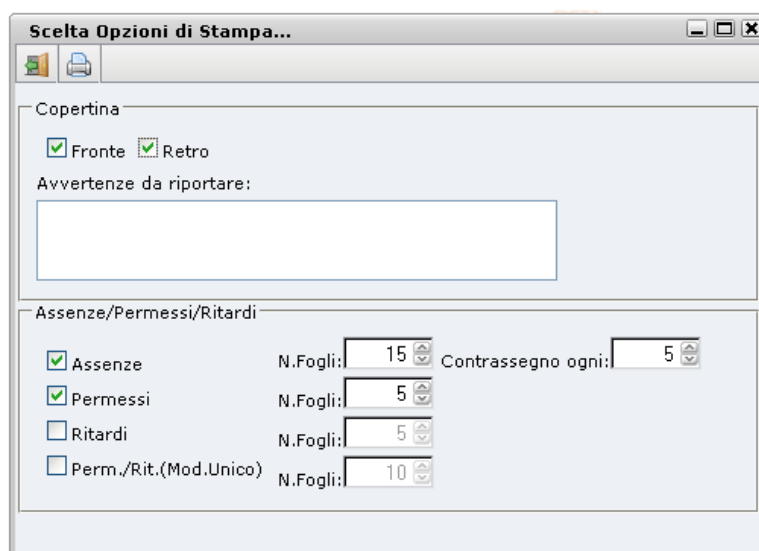 Scelta Opzioni di Stampa...
Copertina
Fronte Retro
Avvertenze da riportare:
Assenze/Permessi/Ritardi
Assenze N.Fogli: 15 Contrassegno ogni: 5
Permessi N.Fogli: 5
Ritardi N.Fogli: 5
Perm./Rit.(Mod.Unico) N.Fogli: 10